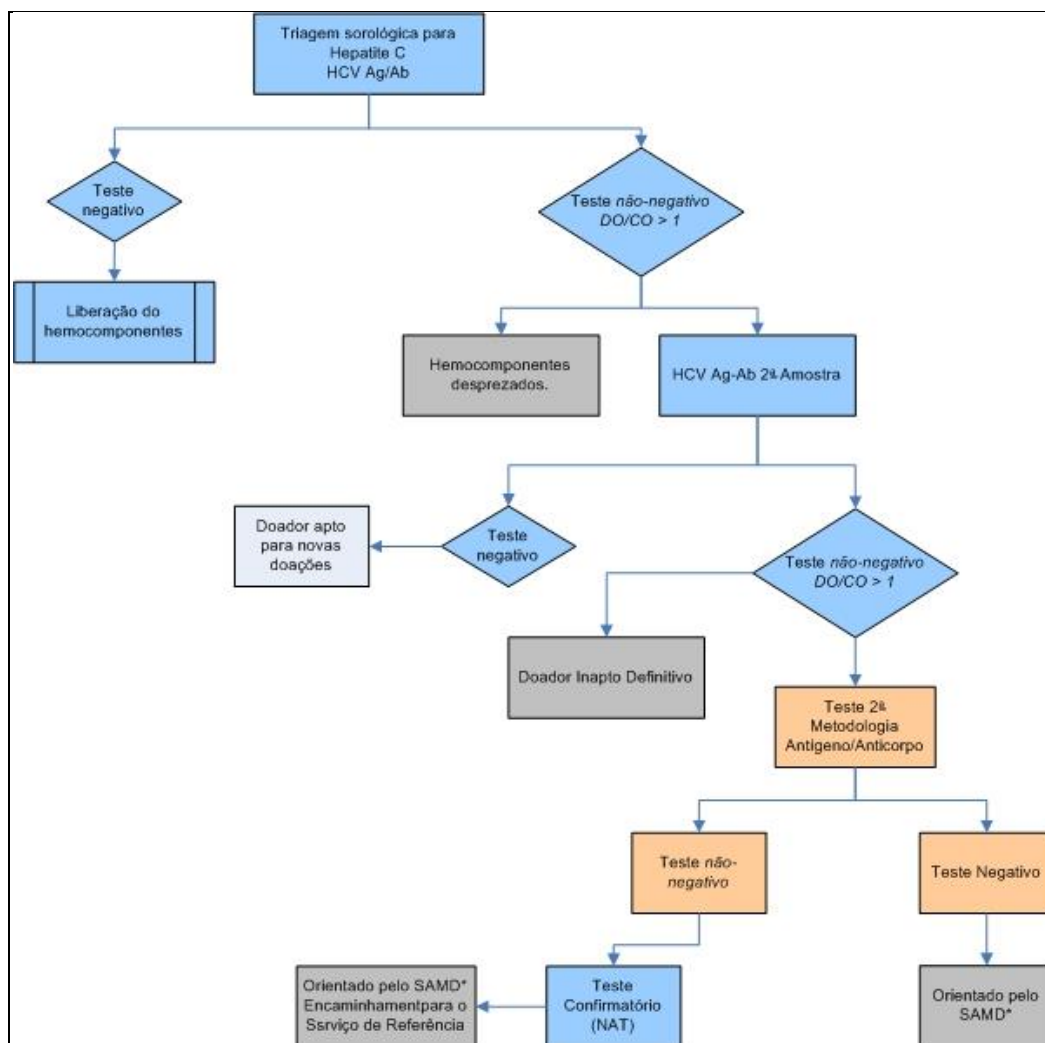 Triagem sorológica para
Hepatite C
HCV Ag/Ab
Teste
negativo
Teste não-negativo
DO/CO > 1
Liberação do
hemocomponentes
Hemocomponentes
desprezados.
HCV Ag-Ab 2ª Amostra
Doador apto
para novas
doações
Teste
negativo
Teste não-negativo
DO/CO > 1
Doador Inapto Definitivo
Teste 2ª
Metodologia
Antígeno/Anticorpo
Teste não-
negativo
Teste Negativo
Orientado pelo SAMD*
Encaminhamentpara o
Ssrviço de Referência
Teste
Confirmatório
(NAT)
Orientado pelo
SAMD*